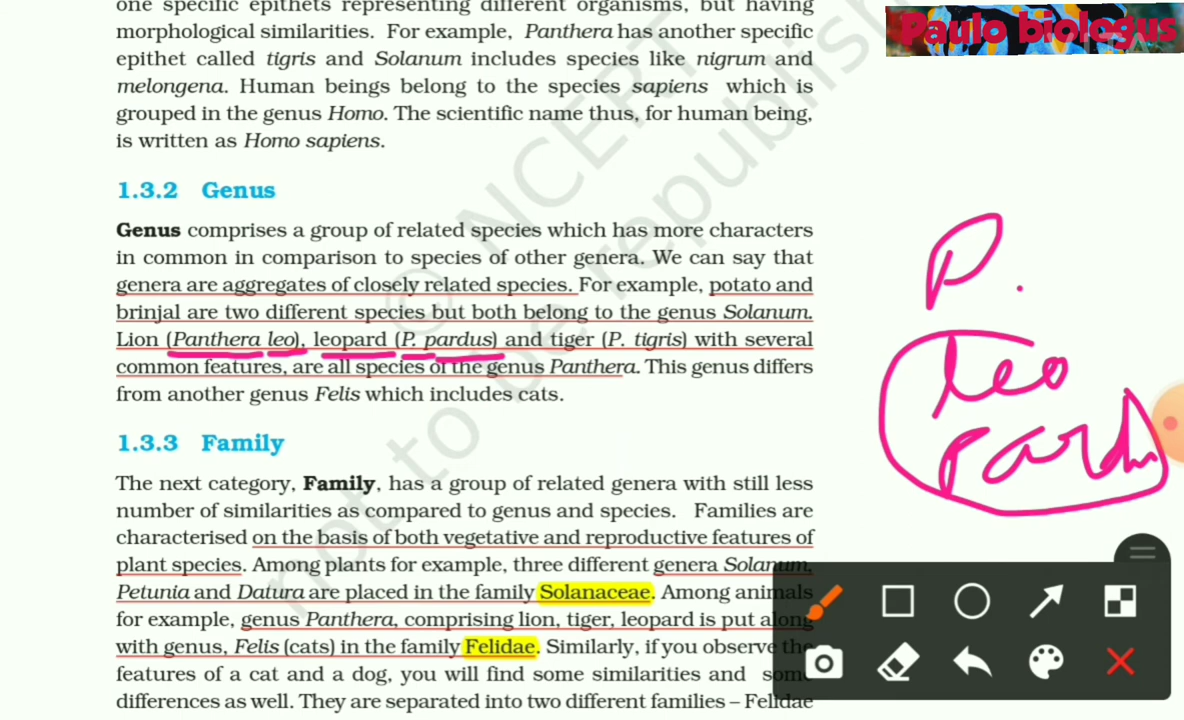 one specific epithets representing different organisms, but having
morphological similarities. For example, Panthera has another specific
epithet called tigris and Solanum includes species like nigrum and
melongena. Human beings belong to the species sapiens which is
grouped in the genus Homo. The scientific name thus, for human being,
is written as Homo sapiens.
Paulo biologus
1.3.2 Genus
Genus comprises a group of related species which has more characters
in common in comparison to species of other genera. We can say that
genera are aggregates of closely related species. For example, potato and
brinjal are two different species but both belong to the genus Solanum.
Lion (Panthera leo), leopard (P. pardus) and tiger (P. tigris) with several
common features, are all species of the genus Panthera. This genus differs
from another genus Felis which includes cats.
P.
leo
1.3.3 Family
The next category, Family, has a group of related genera with still less
number of similarities as compared to genus and species. Families are
characterised on the basis of both vegetative and reproductive features of
plant species. Among plants for example, three different genera Solanum,
Petunia and Datura are placed in the family Solanaceae. Among animals
for example, genus Panthera, comprising lion, tiger, leopard is put along
with genus, Felis (cats) in the family Felidae. Similarly, if you observe the
features of a cat and a dog, you will find some similarities and some
differences as well. They are separated into two different families – Felidae
© NCERT
not to be republish